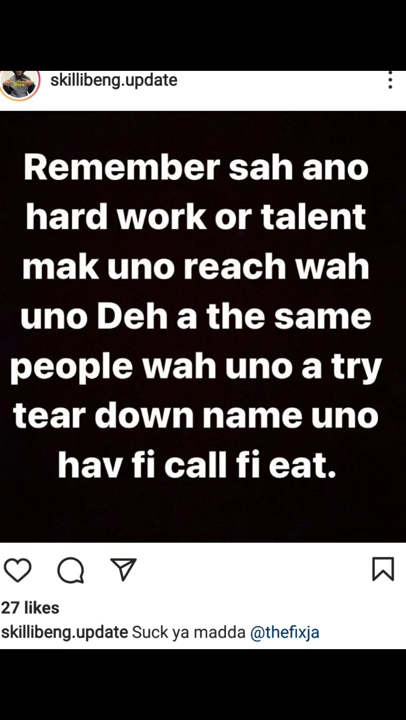 skillibeng.update
Remember sah ano
hard work or talent
mak uno reach wah
uno Deh a the same
people wah uno a try
tear down name uno
hav fi call fi eat.
27 likes
skillibeng.update Suck ya madda @thefixja